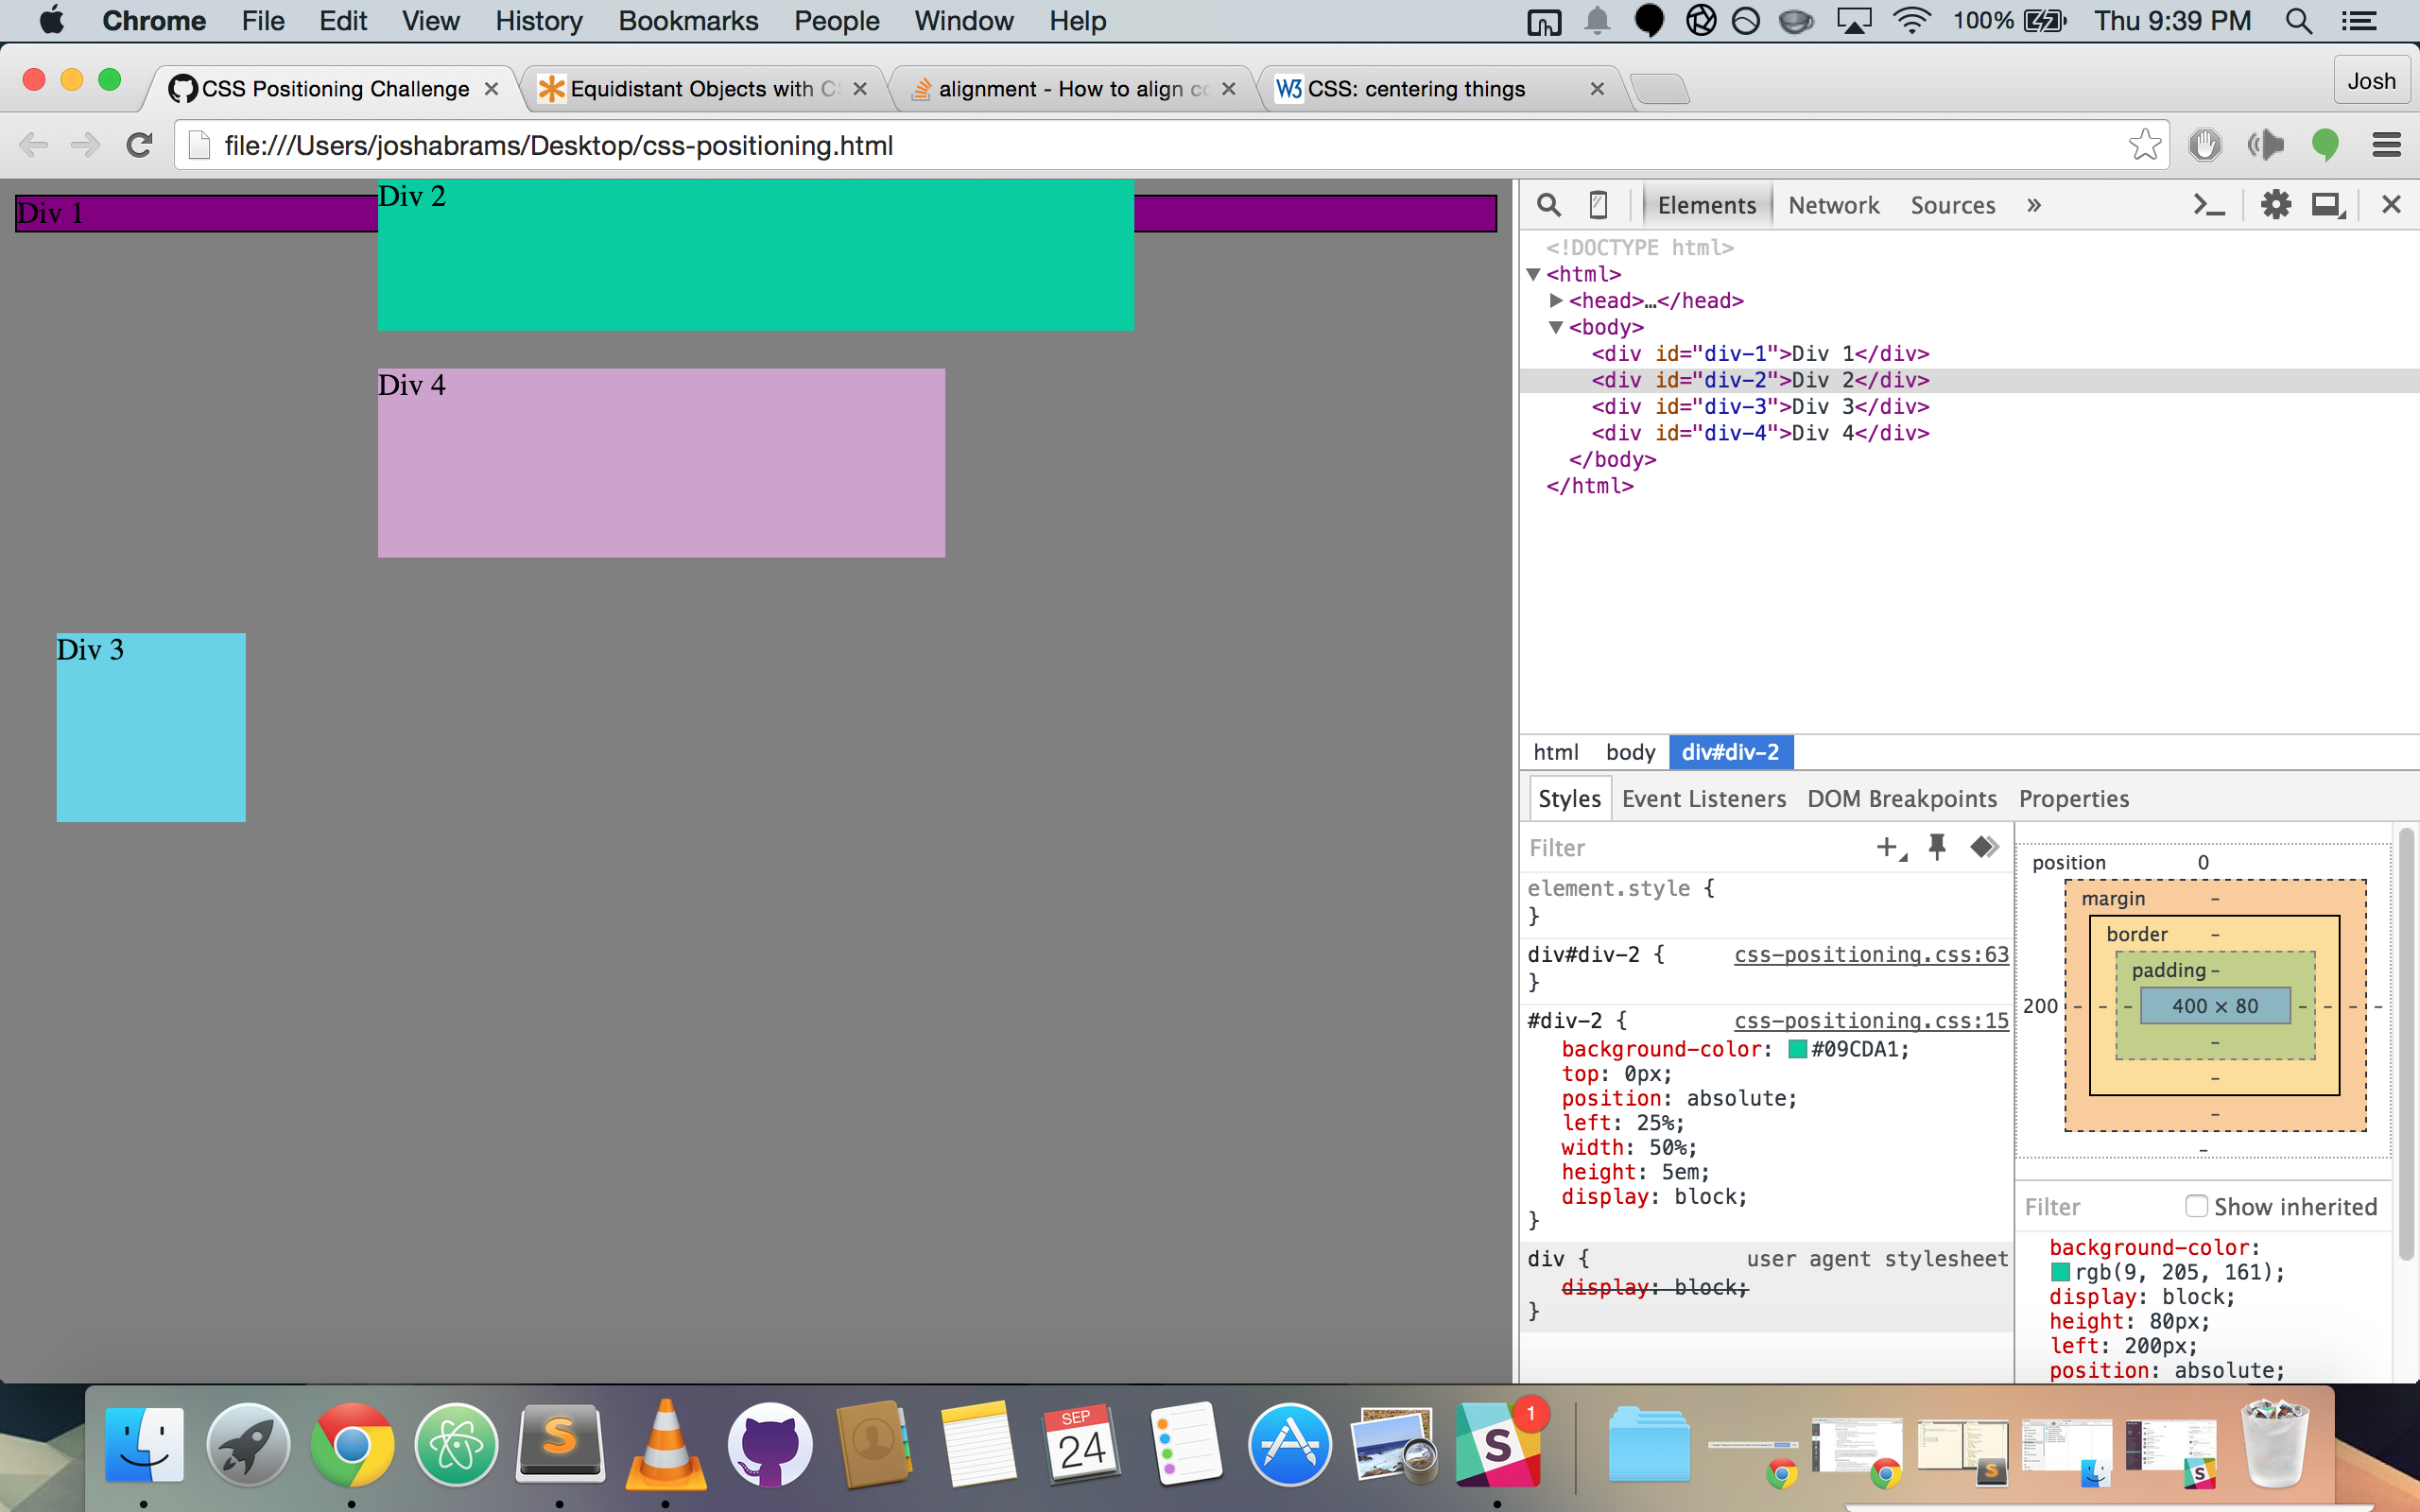 Chrome File Edit View History Bookmarks People Window Help 100% Thu 9:39 PM
CSS Positioning Challenge Equidistant Objects with CS alignment - How to align co W3 CSS: centering things Josh
file:///Users/joshabrams/Desktop/css-positioning.html
Div 1
Div 2
Div 4
Div 3
Elements Network Sources »
<!DOCTYPE html>
<html>
<head>…</head>
<body>
<div id="div-1">Div 1</div>
<div id="div-2">Div 2</div>
<div id="div-3">Div 3</div>
<div id="div-4">Div 4</div>
</body>
</html>
html body div#div-2
Styles Event Listeners DOM Breakpoints Properties
Filter
element.style {
}
div#div-2 { css-positioning.css:63
}
#div-2 { css-positioning.css:15
background-color: #09CDA1;
top: 0px;
position: absolute;
left: 25%;
width: 50%;
height: 5em;
display: block;
}
div { user agent stylesheet
display: block;
}
position 0
margin -
border -
padding -
200 - - - 400 × 80 - - - -
-
-
-
-
Filter Show inherited
background-color:
rgb(9, 205, 161);
display: block;
height: 80px;
left: 200px;
position: absolute;
SEP
24
S
S
1